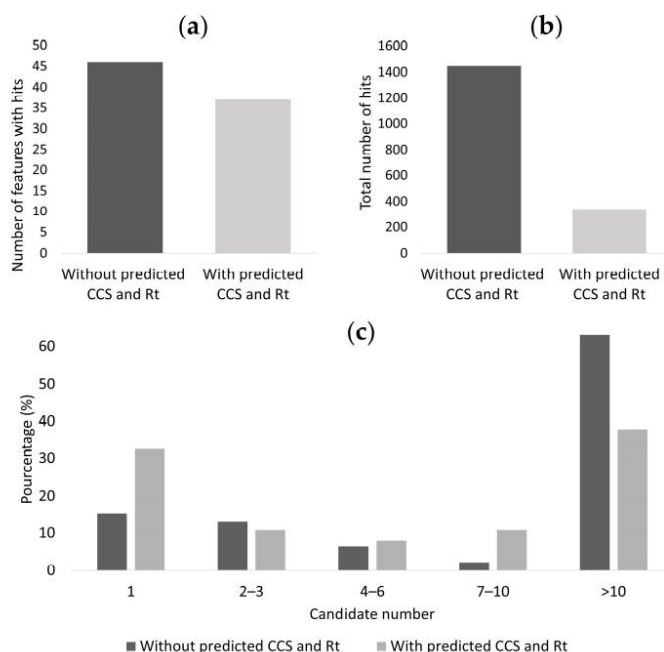 (a)
Number of features with hits
50
45
40
35
30
25
20
15
10
5
0
Without predicted
CCS and Rt
With predicted
CCS and Rt
(b)
Total number of hits
1600
1400
1200
1000
800
600
400
200
0
Without predicted
CCS and Rt
With predicted
CCS and Rt
(c)
Pourcentage (%)
60
50
40
30
20
10
0
1
2–3
4–6
7–10
>10
Candidate number
Without predicted CCS and Rt
With predicted CCS and Rt